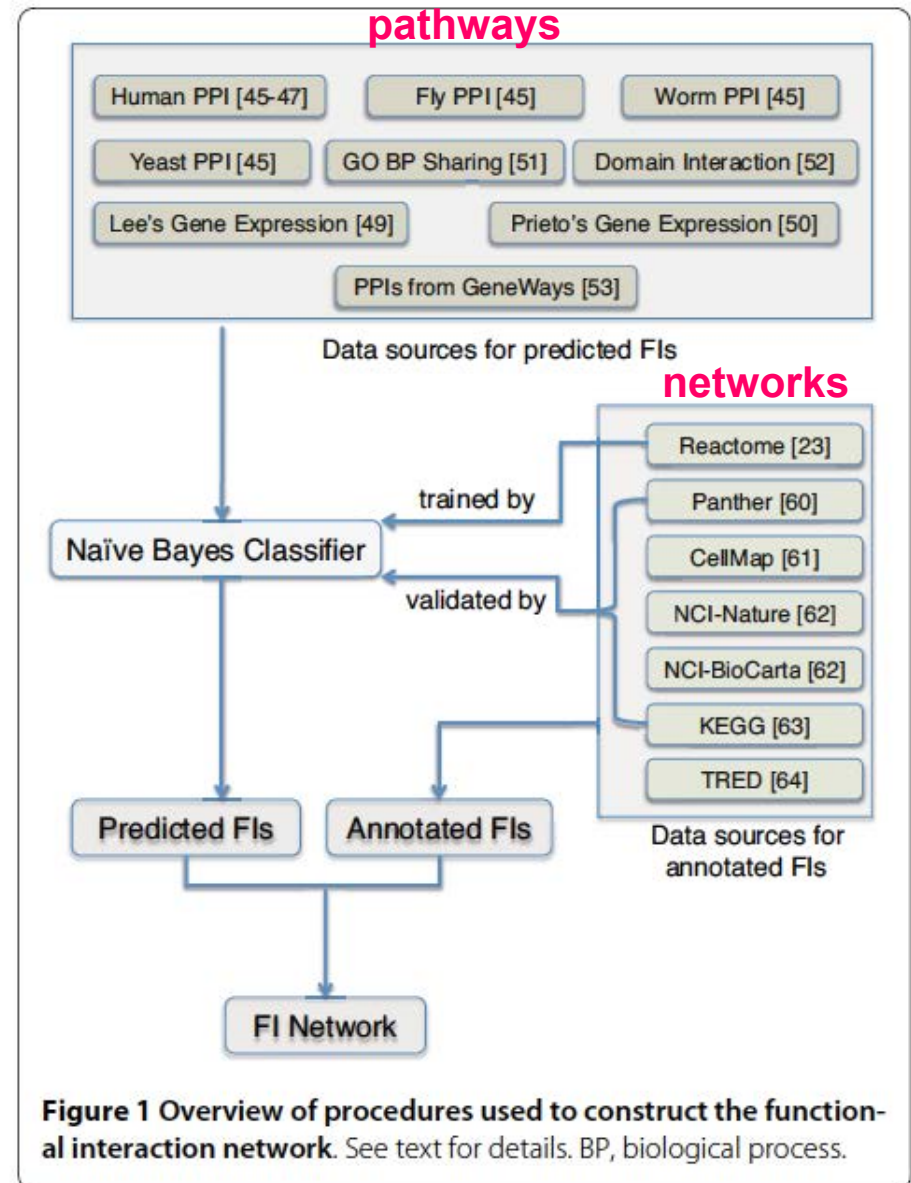 pathways
Human PPI [45-47]
Fly PPI [45]
Worm PPI [45]
Yeast PPI [45]
GO BP Sharing [51]
Domain Interaction [52]
Lee's Gene Expression [49]
Prieto's Gene Expression [50]
PPIs from GeneWays [53]
Data sources for predicted FIs
networks
Reactome [23]
trained by
Panther [60]
Naïve Bayes Classifier
CellMap [61]
validated by
NCI-Nature [62]
NCI-BioCarta [62]
KEGG [63]
TRED [64]
Predicted FIs
Annotated FIs
Data sources for
annotated FIs
FI Network
Figure 1 Overview of procedures used to construct the function-
al interaction network. See text for details. BP, biological process.